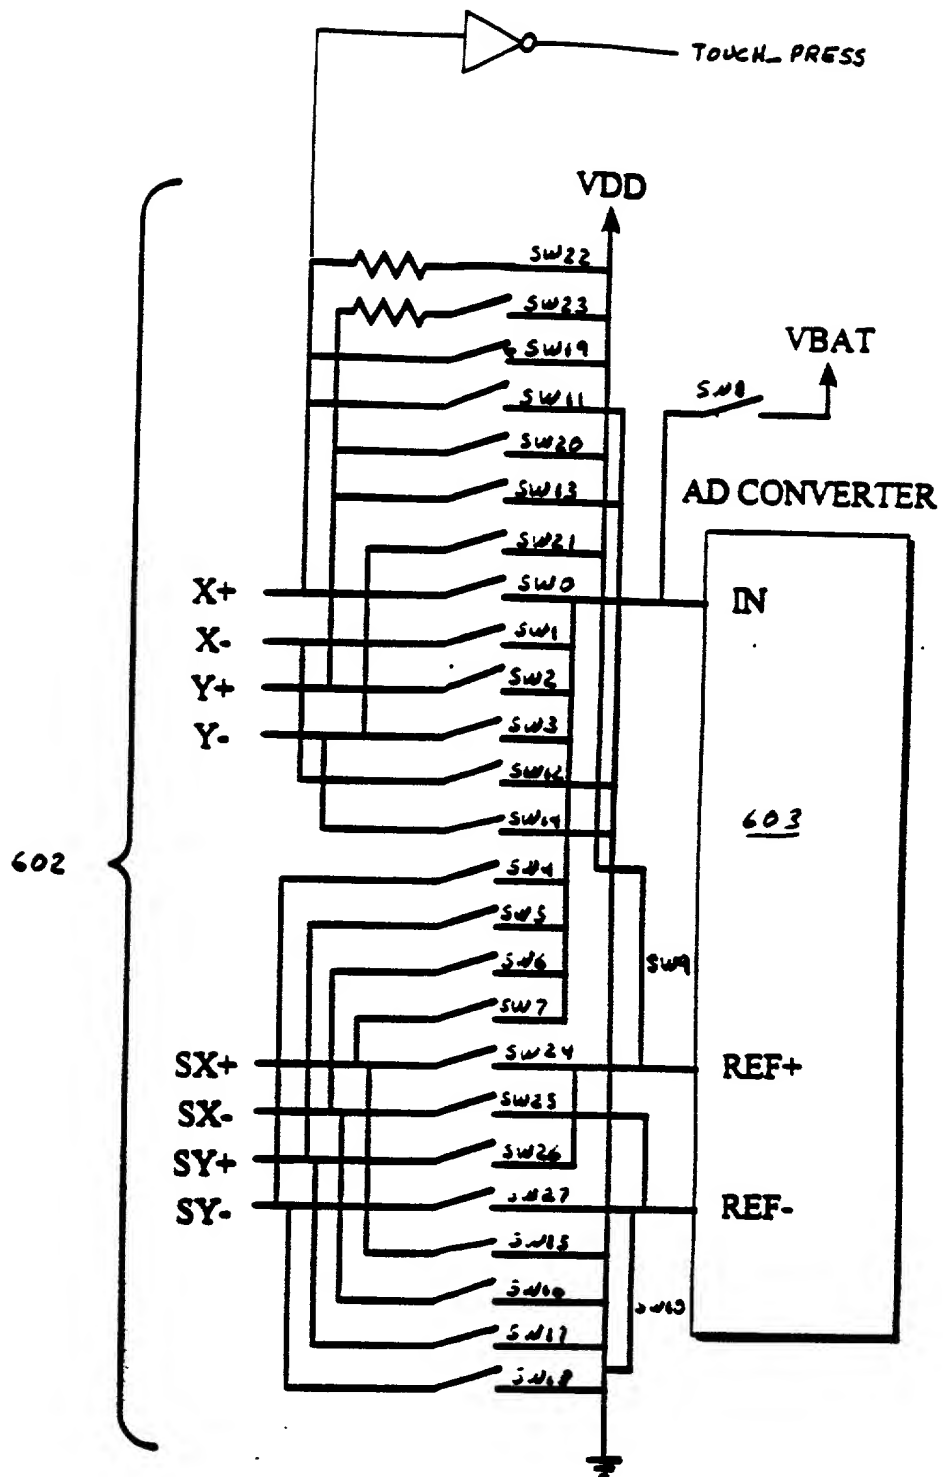 TOUCH_PRESS
VDD
SW22
SW23
SW19
VBAT
SW8
SW11
SW20
SW13
AD CONVERTER
SW21
X+
SW0
IN
X-
SW1
Y+
SW2
Y-
SW3
SW12
SW14
603
602
SW4
SW5
SW6
SW9
SW7
SX+
SW24
REF+
SX-
SW25
SY+
SW26
SY-
SW27
REF-
SW15
SW16
SW17
SW18